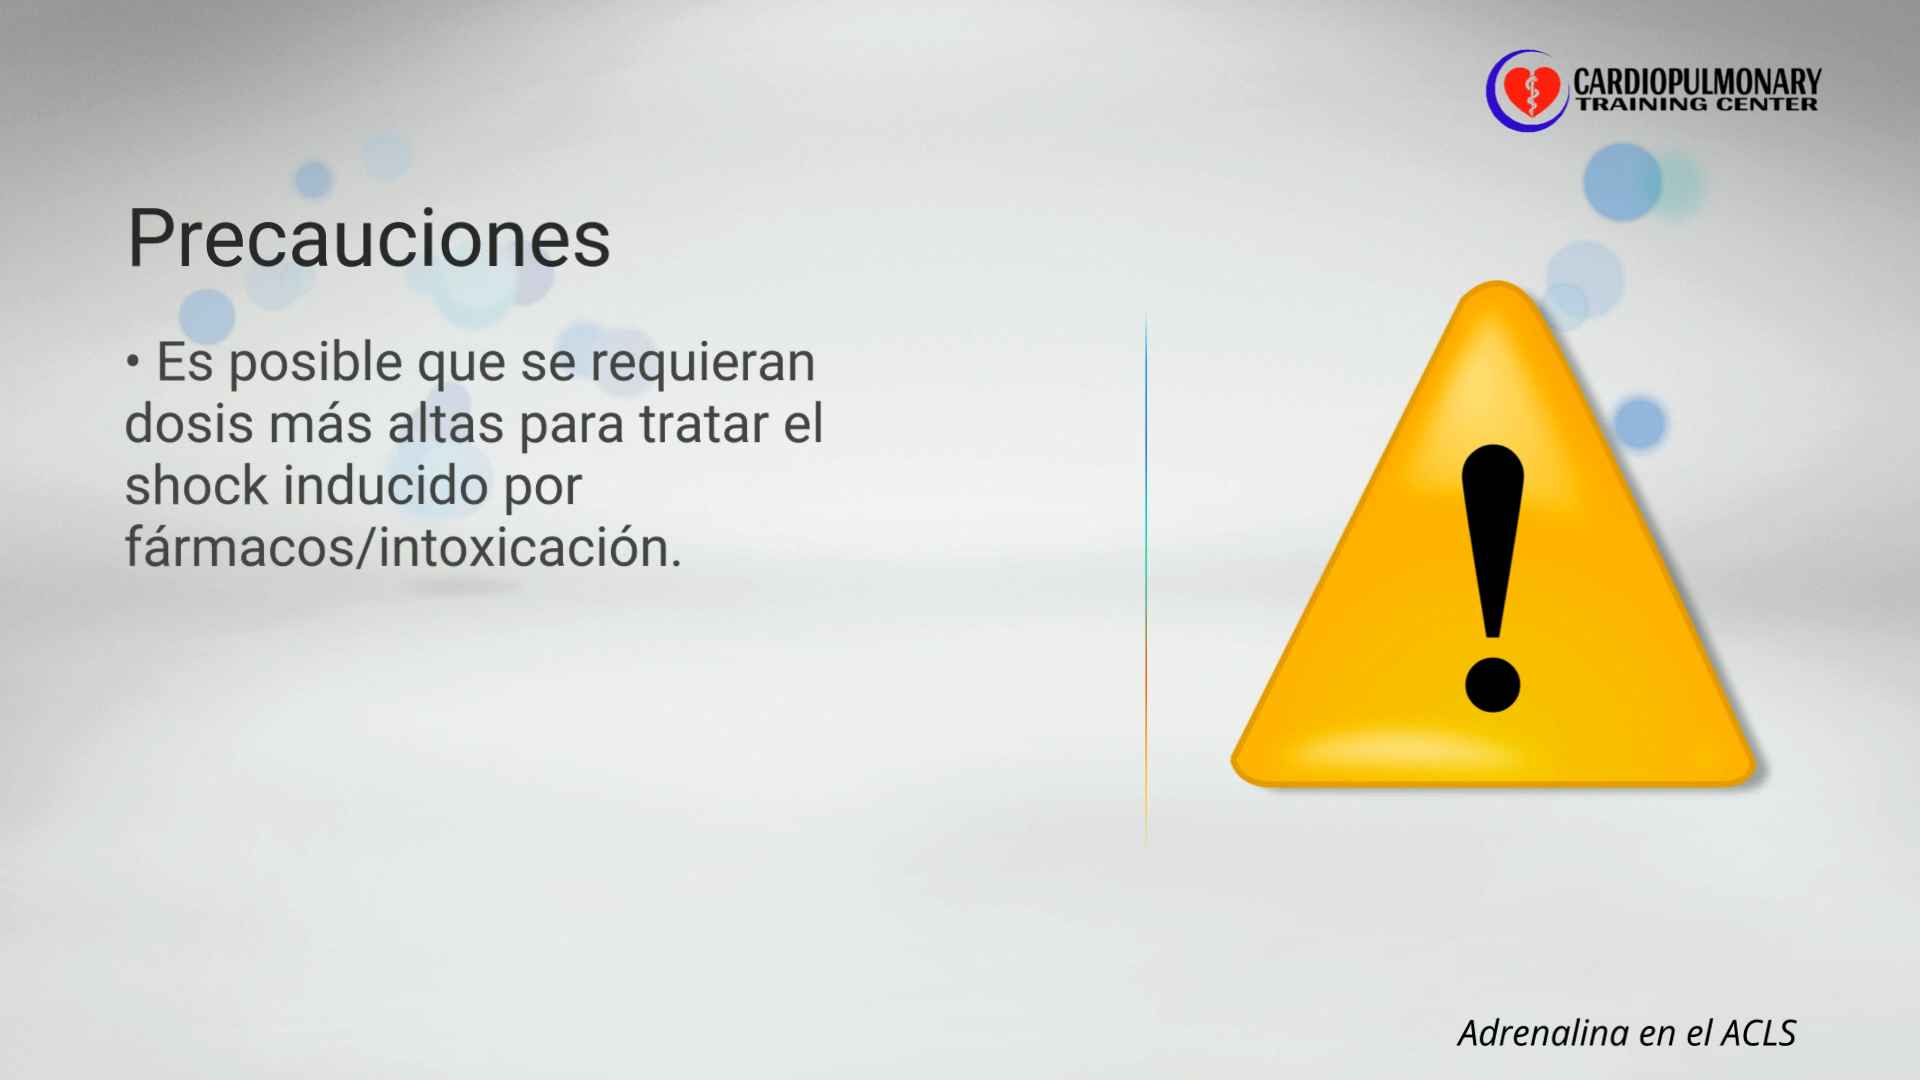 CARDIOPULMONARY
TRAINING CENTER
Precauciones
• Es posible que se requieran
dosis más altas para tratar el
shock inducido por
fármacos/intoxicación.
Adrenalina en el ACLS